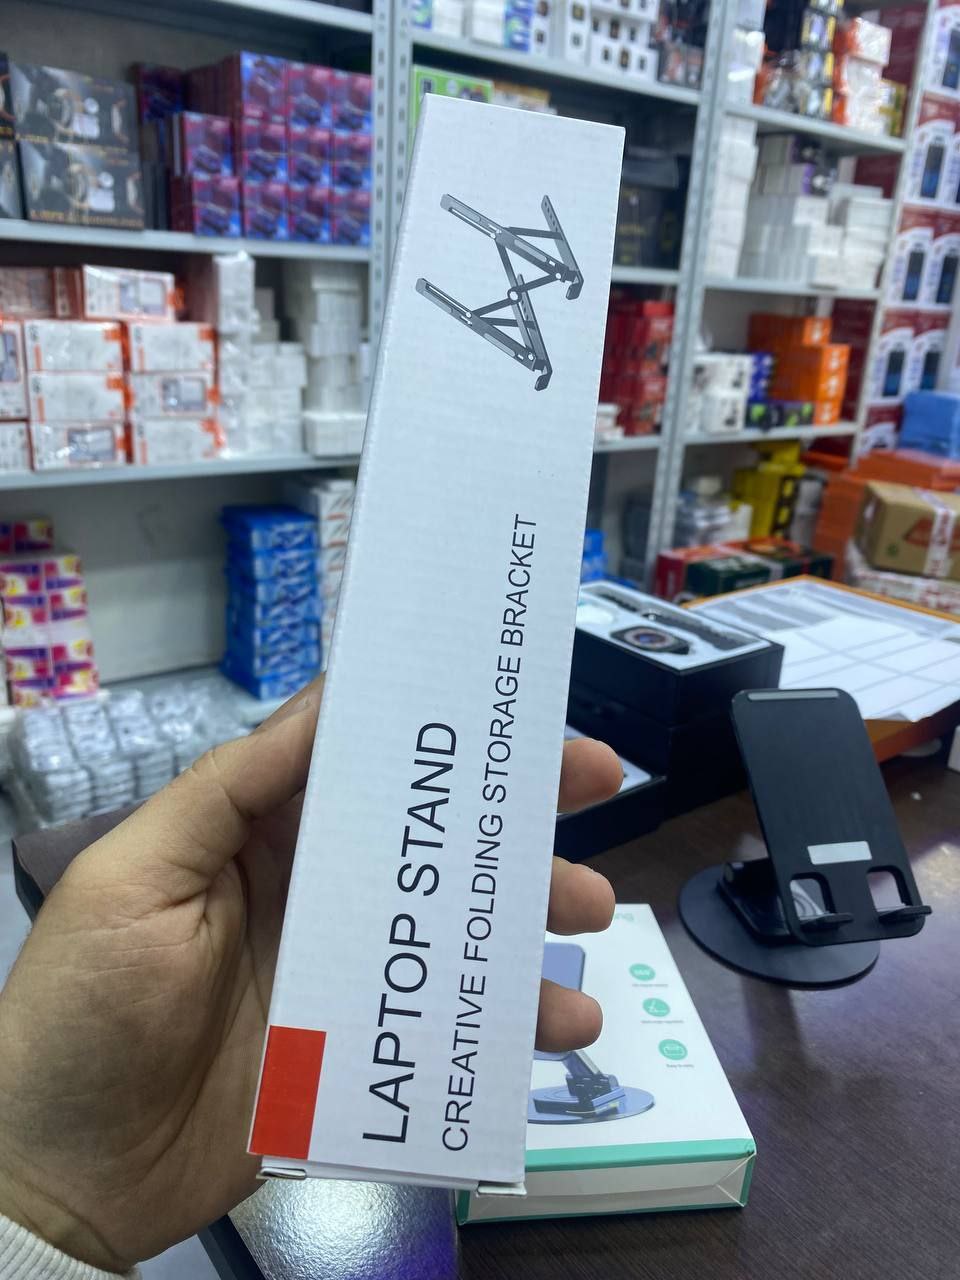 LAPTOP STAND
CREATIVE FOLDING STORAGE BRACKET